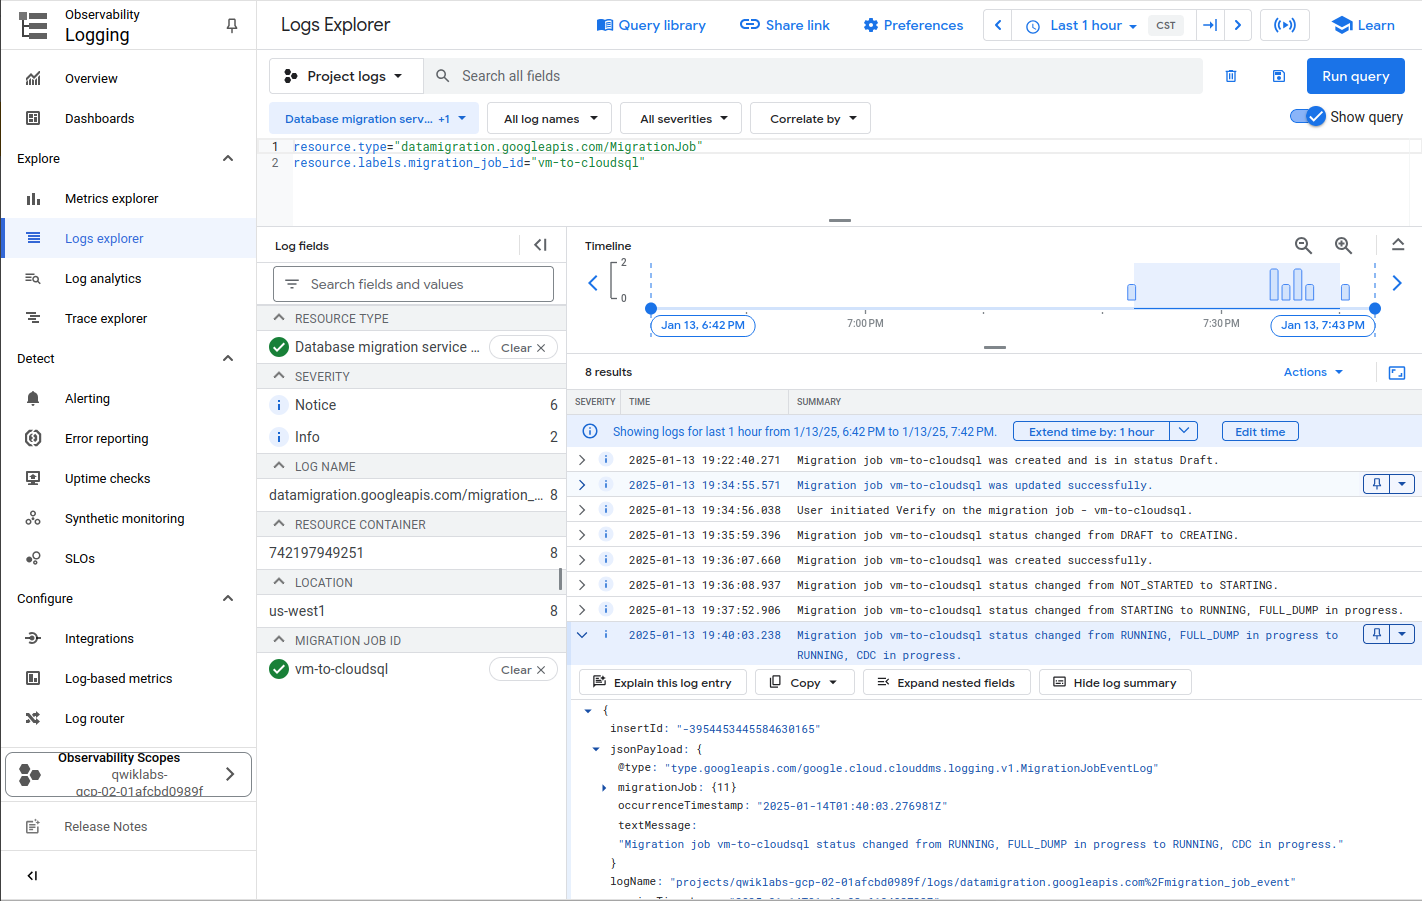 Observability
Logging
Logs Explorer
Query library
Share link
Preferences
Last 1 hour
CST
Learn
Overview
Dashboards
Explore
Metrics explorer
Logs explorer
Log analytics
Trace explorer
Detect
Alerting
Error reporting
Uptime checks
Synthetic monitoring
SLOs
Configure
Integrations
Log-based metrics
Log router
Observability Scopes
qwiklabs-
gcp-02-01afcbd0989f
Release Notes
Project logs
Search all fields
Run query
Database migration serv... +1
All log names
All severities
Correlate by
Show query
1 resource.type="datamigration.googleapis.com/MigrationJob"
2 resource.labels.migration_job_id="vm-to-cloudsql"
Log fields
Search fields and values
RESOURCE TYPE
Database migration service ...
Clear
SEVERITY
Notice 6
Info 2
LOG NAME
datamigration.googleapis.com/migration_... 8
RESOURCE CONTAINER
742197949251 8
LOCATION
us-west1 8
MIGRATION JOB ID
vm-to-cloudsql
Clear
Timeline
2
0
Jan 13, 6:42 PM
7:00 PM
7:30 PM
Jan 13, 7:43 PM
8 results
Actions
SEVERITY TIME SUMMARY
Showing logs for last 1 hour from 1/13/25, 6:42 PM to 1/13/25, 7:42 PM.
Extend time by: 1 hour
Edit time
2025-01-13 19:22:40.271 Migration job vm-to-cloudsql was created and is in status Draft.
2025-01-13 19:34:55.571 Migration job vm-to-cloudsql was updated successfully.
2025-01-13 19:34:56.038 User initiated Verify on the migration job - vm-to-cloudsql.
2025-01-13 19:35:59.396 Migration job vm-to-cloudsql status changed from DRAFT to CREATING.
2025-01-13 19:36:07.660 Migration job vm-to-cloudsql was created successfully.
2025-01-13 19:36:08.937 Migration job vm-to-cloudsql status changed from NOT_STARTED to STARTING.
2025-01-13 19:37:52.906 Migration job vm-to-cloudsql status changed from STARTING to RUNNING, FULL_DUMP in progress.
2025-01-13 19:40:03.238 Migration job vm-to-cloudsql status changed from RUNNING, FULL_DUMP in progress to
RUNNING, CDC in progress.
Explain this log entry
Copy
Expand nested fields
Hide log summary
{
insertId: "-3954453445584630165"
jsonPayload: {
@type: "type.googleapis.com/google.cloud.clouddms.logging.v1.MigrationJobEventLog"
migrationJob: {11}
occurrenceTimestamp: "2025-01-14T01:40:03.276981Z"
textMessage:
"Migration job vm-to-cloudsql status changed from RUNNING, FULL_DUMP in progress to RUNNING, CDC in progress."
}
logName: "projects/qwiklabs-gcp-02-01afcbd0989f/logs/datamigration.googleapis.com%2Fmigration_job_event"